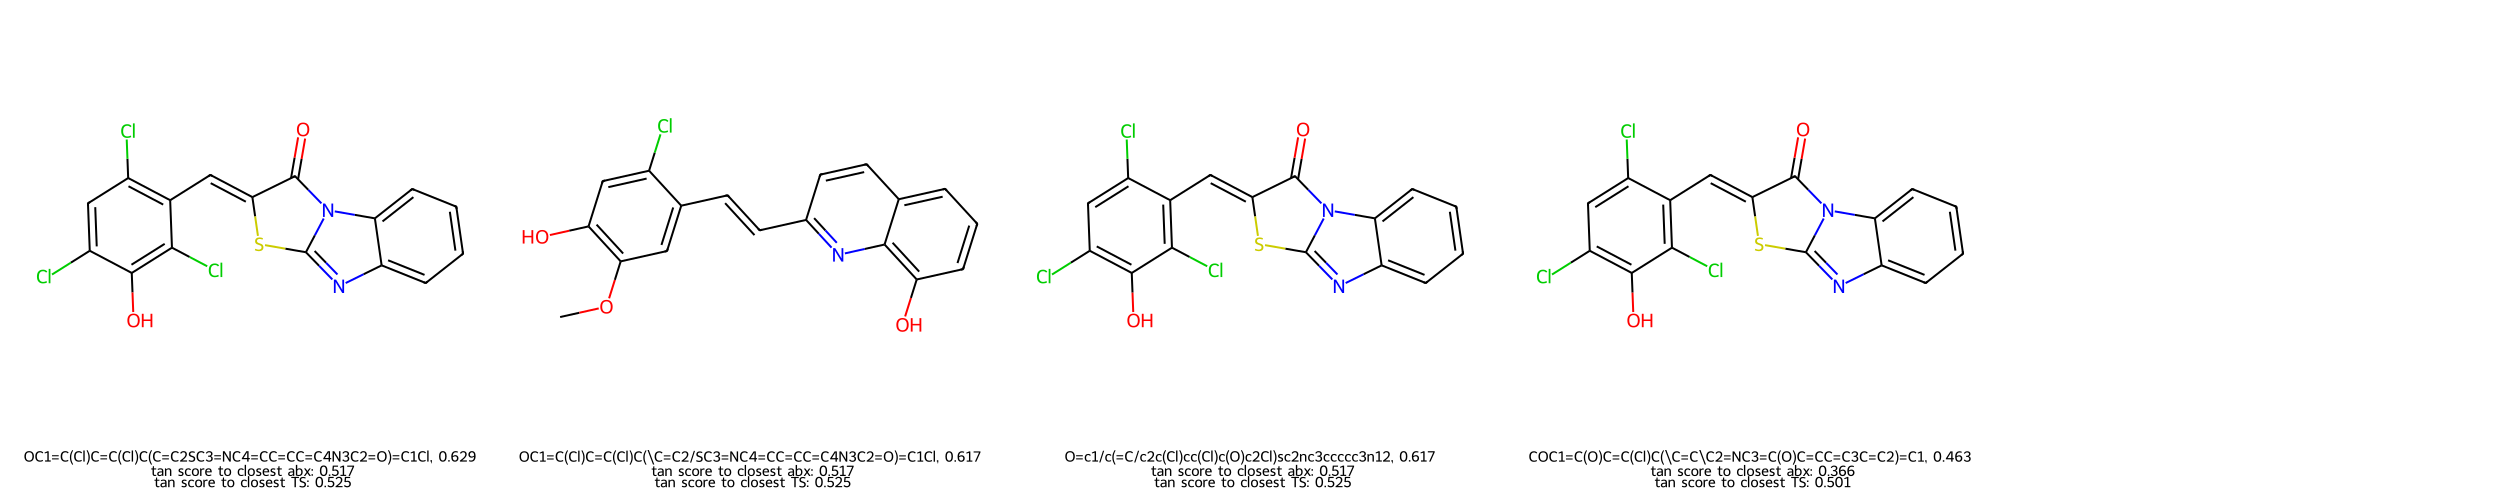 Cl
O
N
S
Cl
Cl
N
OH
Cl
HO
N
O
OH
Cl
O
N
S
Cl
Cl
N
OH
Cl
O
N
S
Cl
Cl
N
OH
OC1=C(Cl)C=C(Cl)C(C=C2SC3=NC4=CC=CC=C4N3C2=O)=C1Cl, 0.629
tan score to closest abx: 0.517
tan score to closest TS: 0.525
OC1=C(Cl)C=C(Cl)C(\C=C2/SC3=NC4=CC=CC=C4N3C2=O)=C1Cl, 0.617
tan score to closest abx: 0.517
tan score to closest TS: 0.525
O=c1/c(=C/c2c(Cl)cc(Cl)c(O)c2Cl)sc2nc3ccccc3n12, 0.617
tan score to closest abx: 0.517
tan score to closest TS: 0.525
COC1=C(O)C=C(Cl)C(\C=C\C2=NC3=C(O)C=CC=C3C=C2)=C1, 0.463
tan score to closest abx: 0.366
tan score to closest TS: 0.501